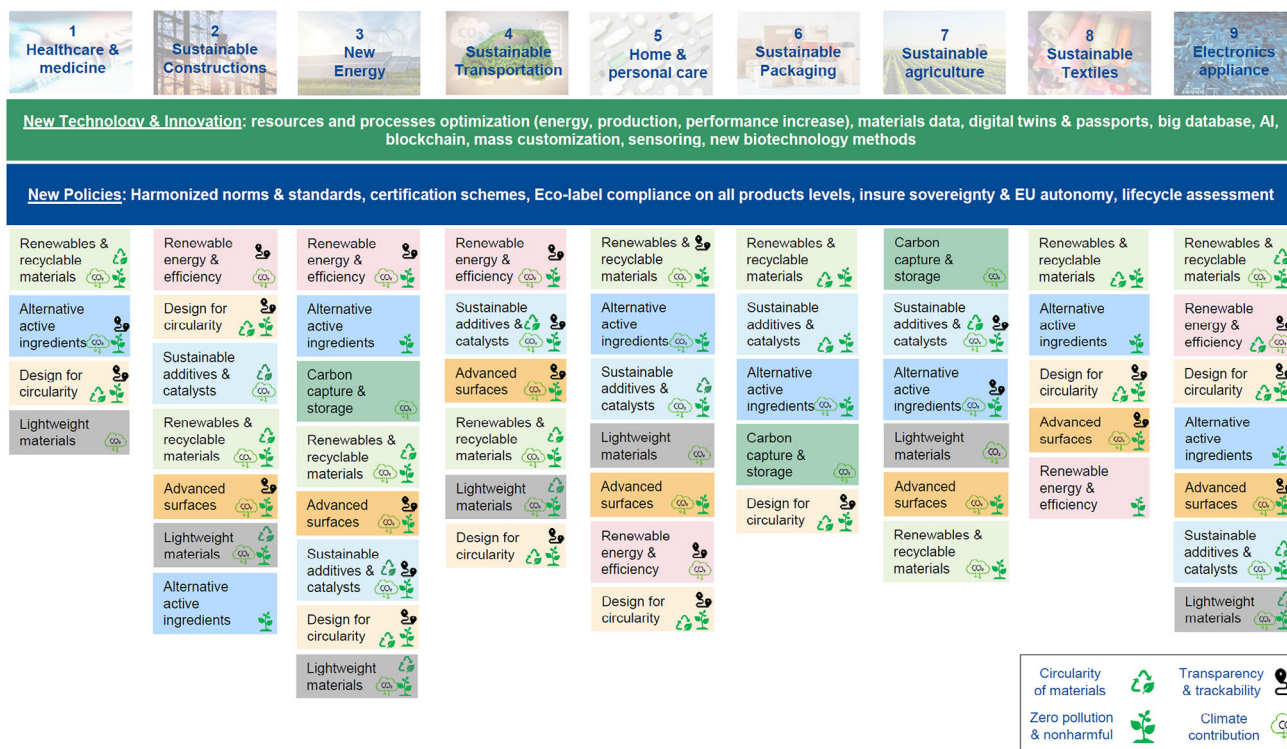 1
Healthcare &
medicine
2
Sustainable
Constructions
3
New
Energy
4
Sustainable
Transportation
5
Home &
personal care
6
Sustainable
Packaging
7
Sustainable
agriculture
8
Sustainable
Textiles
9
Electronics
appliance
New Technology & Innovation: resources and processes optimization (energy, production, performance increase), materials data, digital twins & passports, big database, AI,
blockchain, mass customization, sensoring, new biotechnology methods
New Policies: Harmonized norms & standards, certification schemes, Eco-label compliance on all products levels, insure sovereignty & EU autonomy, lifecycle assessment
Renewables &
recyclable
materials
Alternative
active
ingredients
Design for
circularity
Lightweight
materials
Renewable
energy &
efficiency
Design for
circularity
Sustainable
additives &
catalysts
Renewables &
recyclable
materials
Advanced
surfaces
Lightweight
materials
Alternative
active
ingredients
Renewable
energy &
efficiency
Alternative
active
ingredients
Carbon
capture &
storage
Renewables &
recyclable
materials
Advanced
surfaces
Sustainable
additives &
catalysts
Design for
circularity
Lightweight
materials
Renewable
energy &
efficiency
Sustainable
additives &
catalysts
Advanced
surfaces
Renewables &
recyclable
materials
Lightweight
materials
Design for
circularity
Renewables &
recyclable
materials
Alternative
active
ingredients
Sustainable
additives &
catalysts
Lightweight
materials
Advanced
surfaces
Renewable
energy &
efficiency
Design for
circularity
Renewables &
recyclable
materials
Sustainable
additives &
catalysts
Alternative
active
ingredients
Carbon
capture &
storage
Design for
circularity
Carbon
capture &
storage
Sustainable
additives &
catalysts
Alternative
active
ingredients
Lightweight
materials
Advanced
surfaces
Renewables &
recyclable
materials
Renewables &
recyclable
materials
Alternative
active
ingredients
Design for
circularity
Advanced
surfaces
Renewable
energy &
efficiency
Renewables &
recyclable
materials
Renewable
energy &
efficiency
Design for
circularity
Alternative
active
ingredients
Advanced
surfaces
Sustainable
additives &
catalysts
Lightweight
materials
Circularity
of materials
Transparency
& trackability
Zero pollution
& nonharmful
Climate
contribution